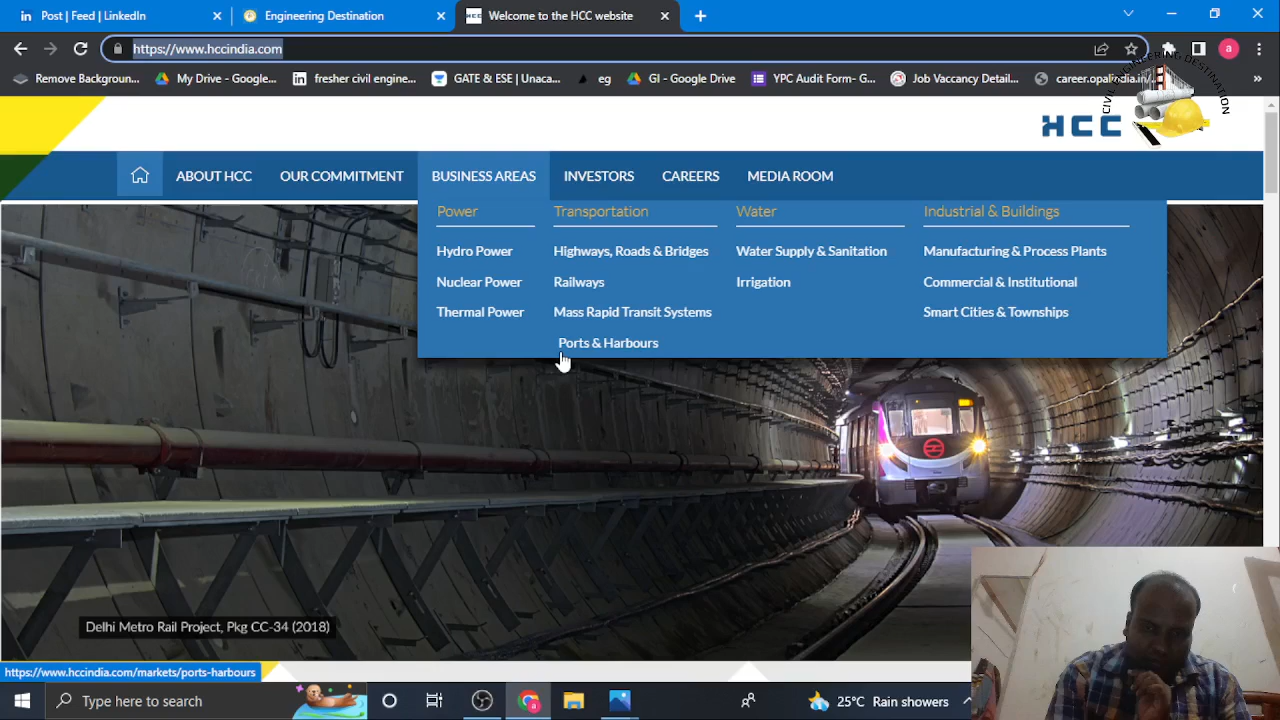 Post | Feed | LinkedIn
Engineering Destination
Welcome to the HCC website
https://www.hccindia.com
a
Remove Backgroun...
My Drive - Google...
fresher civil engine...
GATE & ESE | Unaca...
eg
GI - Google Drive
YPC Audit Form- G...
Job Vaccancy Detail...
career.opalindia.in/...
CIVIL ENGINEERING DESTINATION
HCC
ABOUT HCC
OUR COMMITMENT
BUSINESS AREAS
INVESTORS
CAREERS
MEDIA ROOM
Power
Hydro Power
Nuclear Power
Thermal Power
Transportation
Highways, Roads & Bridges
Railways
Mass Rapid Transit Systems
Ports & Harbours
Water
Water Supply & Sanitation
Irrigation
Industrial & Buildings
Manufacturing & Process Plants
Commercial & Institutional
Smart Cities & Townships
Delhi Metro Rail Project, Pkg CC-34 (2018)
https://www.hccindia.com/markets/ports-harbours
Type here to search
25°C Rain showers